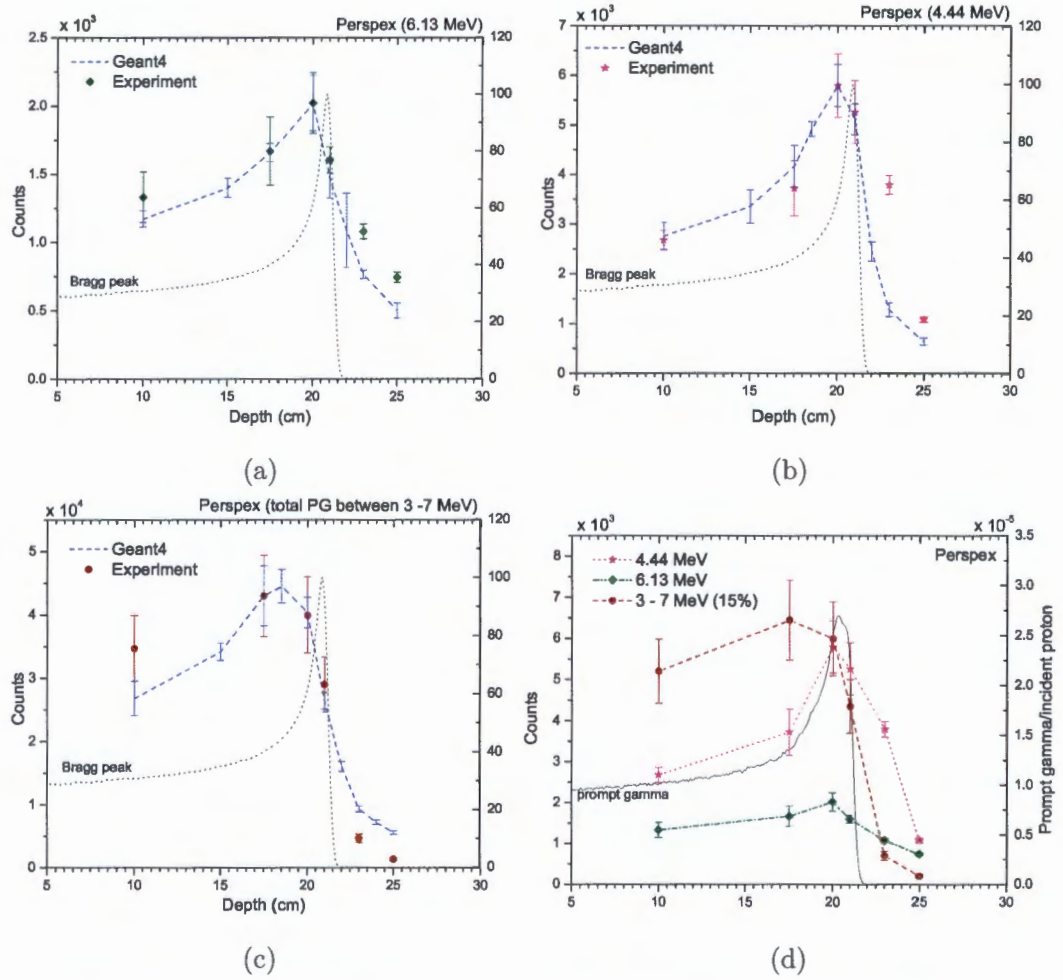 x 10³
Perspex (6.13 MeV)
2.5
2.0
1.5
1.0
0.5
0.0
Counts
120
100
80
60
40
20
0
Geant4
Experiment
Bragg peak
5 10 15 20 25 30
Depth (cm)
(a)
x 10³
Perspex (4.44 MeV)
7
6
5
4
3
2
1
0
Counts
120
100
80
60
40
20
0
Geant4
Experiment
Bragg peak
5 10 15 20 25 30
Depth (cm)
(b)
x 10⁴
Perspex (total PG between 3 -7 MeV)
5
4
3
2
1
0
Counts
120
100
80
60
40
20
0
Geant4
Experiment
Bragg peak
5 10 15 20 25 30
Depth (cm)
(c)
x 10³
x 10⁻⁵
Perspex
8
7
6
5
4
3
2
1
0
Counts
3.5
3.0
2.5
2.0
1.5
1.0
0.5
0.0
Prompt gamma/incident proton
4.44 MeV
6.13 MeV
3 - 7 MeV (15%)
prompt gamma
5 10 15 20 25 30
Depth (cm)
(d)